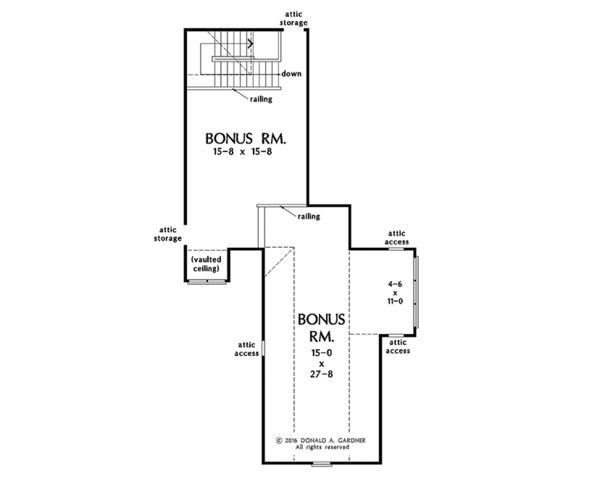 attic
storage
down
railing
BONUS RM.
15-8 x 15-8
railing
attic
storage
(vaulted
ceiling)
attic
access
4-6
x
11-0
BONUS
RM.
15-0
x
27-8
attic
access
attic
access
© 2016 DONALD A. GARDNER
All rights reserved